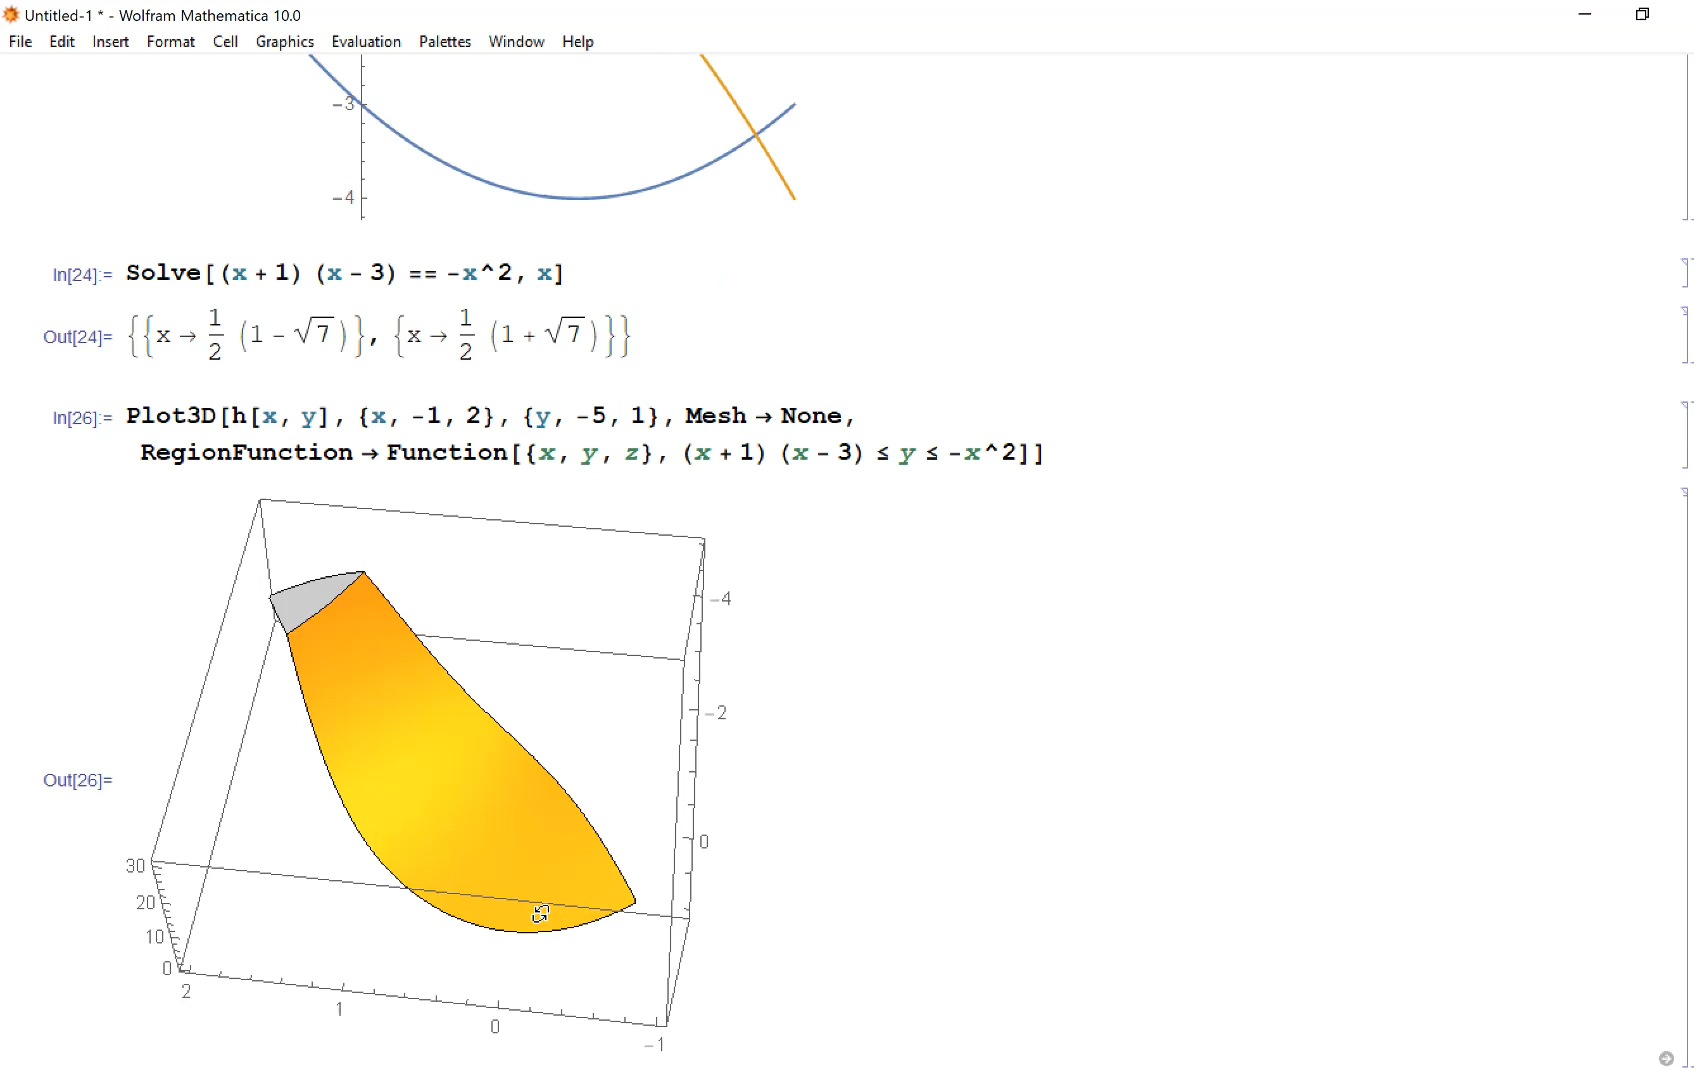 Untitled-1 * - Wolfram Mathematica 10.0
File Edit Insert Format Cell Graphics Evaluation Palettes Window Help
-3
-4
In[24]:= Solve[(x + 1) (x - 3) == -x^2, x]
Out[24]= {{x → 1/2 (1 - √7)}, {x → 1/2 (1 + √7)}}
In[26]:= Plot3D[h[x, y], {x, -1, 2}, {y, -5, 1}, Mesh → None,
RegionFunction → Function[{x, y, z}, (x + 1) (x - 3) ≤ y ≤ -x^2]]
Out[26]=
-4
-2
0
30
20
10
0
2
1
0
-1